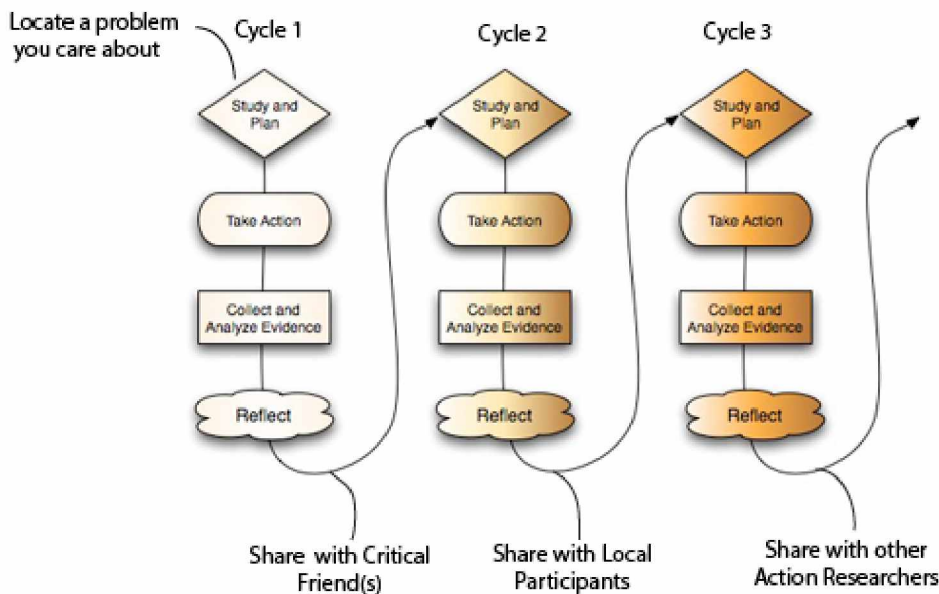 Locate a problem
you care about
Cycle 1
Study and
Plan
Take Action
Collect and
Analyze Evidence
Reflect
Share with Critical
Friend(s)
Cycle 2
Study and
Plan
Take Action
Collect and
Analyze Evidence
Reflect
Share with Local
Participants
Cycle 3
Study and
Plan
Take Action
Collect and
Analyze Evidence
Reflect
Share with other
Action Researchers